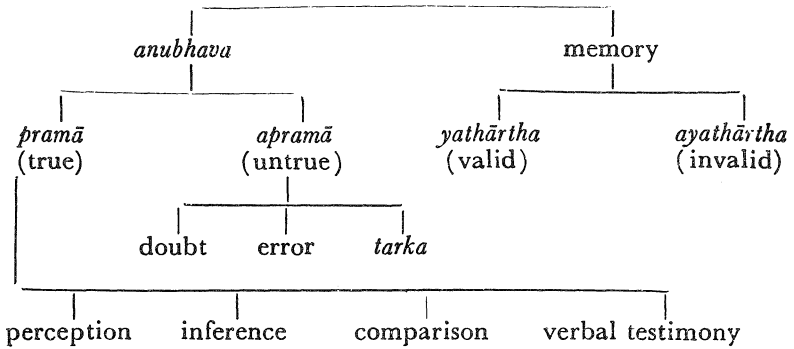 anubhava memory
pramā apramā yathārtha ayathārtha
(true) (untrue) (valid) (invalid)
doubt error tarka
perception inference comparison verbal testimony